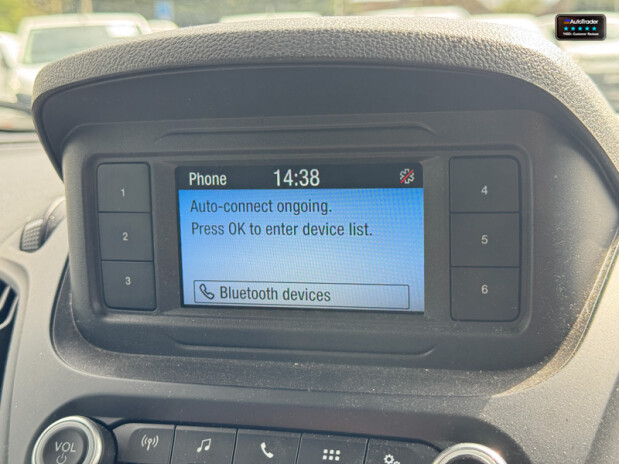 AutoTrader
Phone 14:38
Auto-connect ongoing.
Press OK to enter device list.
Bluetooth devices
1
2
3
4
5
6
VOL